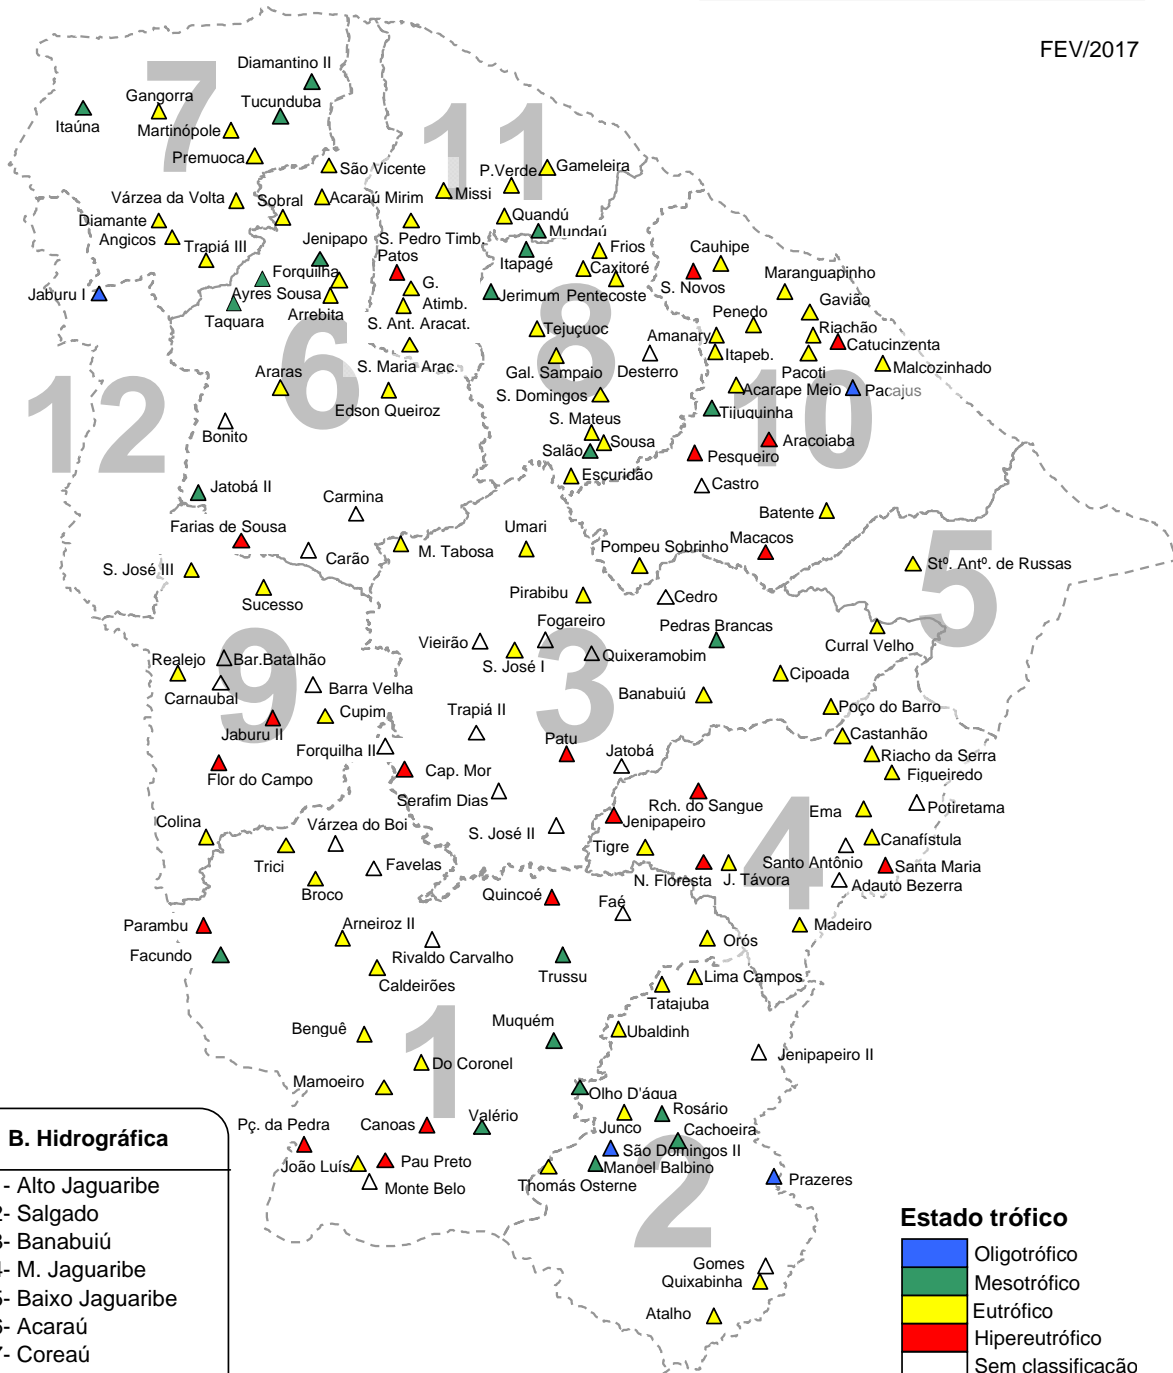 FEV/2017
7
11
12
6
8
10
5
9
3
4
1
2
Diamantino II
Gangorra
Tucunduba
Itaúna
Martinópole
Premuoca
São Vicente
P.Verde
Gameleira
Várzea da Volta
Sobral
Acaraú Mirim
Missi
Diamante
Angicos
Trapiá III
Quandú
Mundaú
S. Pedro Timb.
Jenipapo
Patos
Itapagé
Frios
Cauhipe
Forquilha
Caxitoré
Maranguapinho
G.
S. Novos
Jaburu I
Ayres Sousa
Atimb.
Jerimum
Pentecoste
Gavião
Taquara
Arrebita
S. Ant. Aracat.
Penedo
Tejuçuoc
Amanary
Riachão
Catucinzenta
S. Maria Arac.
Itapeb.
Pacoti
Malcozinhado
Araras
Gal. Sampaio
Desterro
Edson Queiroz
S. Domingos
Acarape Meio
Pacajus
Tijuquinha
Bonito
S. Mateus
Sousa
Aracoiaba
Salão
Pesqueiro
Escuridão
Castro
Jatobá II
Carmina
Batente
Farias de Sousa
Umari
Macacos
Carão
M. Tabosa
Pompeu Sobrinho
S. José III
Stº. Antº. de Russas
Sucesso
Pirabibu
Cedro
Fogareiro
Pedras Brancas
Vieirão
Curral Velho
Realejo
Bar.Batalhão
S. José I
Quixeramobim
Carnaubal
Barra Velha
Cipoada
Banabuiú
Cupim
Trapiá II
Poço do Barro
Jaburu II
Forquilha II
Patu
Jatobá
Castanhão
Riacho da Serra
Flor do Campo
Cap. Mor
Figueiredo
Serafim Dias
Rch. do Sangue
Potiretama
Ema
Colina
Várzea do Boi
S. José II
Jenipapeiro
Canafístula
Tigre
Trici
Favelas
Santo Antônio
Santa Maria
N. Floresta
J. Távora
Adauto Bezerra
Broco
Quincoé
Faé
Parambu
Arneiroz II
Madeiro
Orós
Facundo
Rivaldo Carvalho
Trussu
Caldeirões
Lima Campos
Tatajuba
Benguê
Muquém
Ubaldinh
Jenipapeiro II
Do Coronel
Mamoeiro
Olho D'água
Rosário
Pç. da Pedra
Canoas
Valério
Junco
Cachoeira
São Domingos II
João Luís
Pau Preto
Manoel Balbino
Monte Belo
Thomás Osterne
Prazeres
Gomes
Quixabinha
Atalho
B. Hidrográfica
- Alto Jaguaribe
2- Salgado
3- Banabuiú
4- M. Jaguaribe
5- Baixo Jaguaribe
6- Acaraú
7- Coreaú
Estado trófico
Oligotrófico
Mesotrófico
Eutrófico
Hipereutrófico
Sem classificação